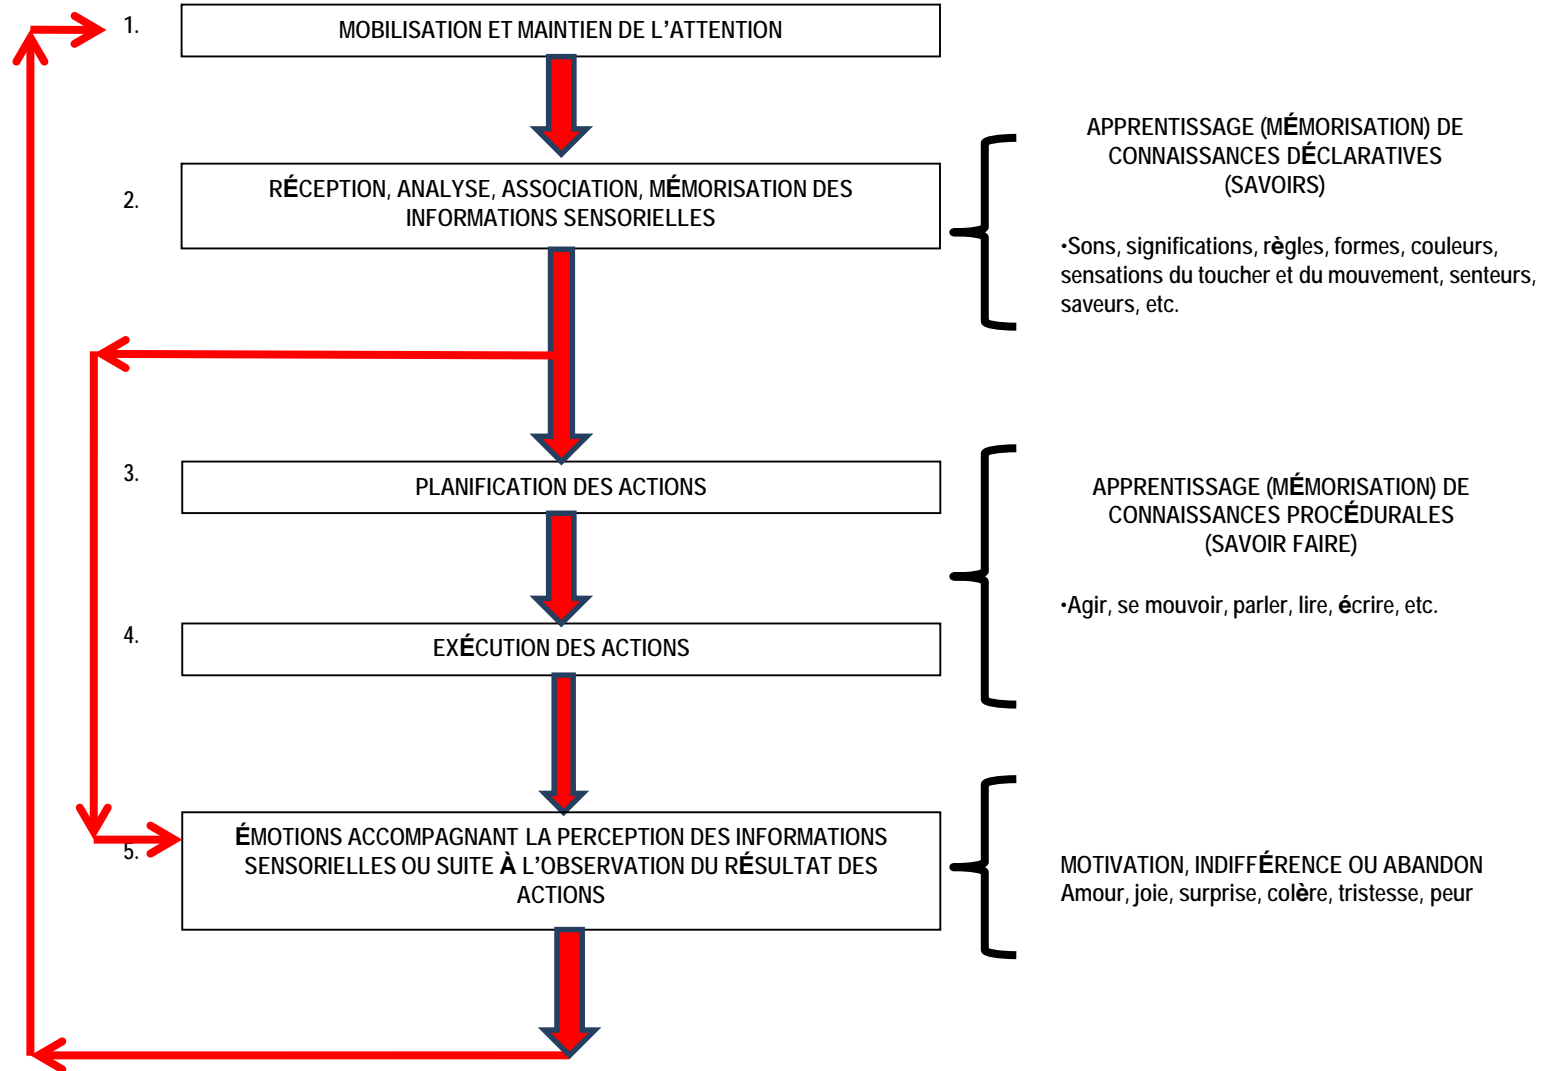 1.
MOBILISATION ET MAINTIEN DE L'ATTENTION
2.
RÉCEPTION, ANALYSE, ASSOCIATION, MÉMORISATION DES
INFORMATIONS SENSORIELLES
APPRENTISSAGE (MÉMORISATION) DE
CONNAISSANCES DÉCLARATIVES
(SAVOIRS)
•Sons, significations, règles, formes, couleurs,
sensations du toucher et du mouvement, senteurs,
saveurs, etc.
3.
PLANIFICATION DES ACTIONS
4.
EXÉCUTION DES ACTIONS
APPRENTISSAGE (MÉMORISATION) DE
CONNAISSANCES PROCÉDURALES
(SAVOIR FAIRE)
•Agir, se mouvoir, parler, lire, écrire, etc.
5.
ÉMOTIONS ACCOMPAGNANT LA PERCEPTION DES INFORMATIONS
SENSORIELLES OU SUITE À L'OBSERVATION DU RÉSULTAT DES
ACTIONS
MOTIVATION, INDIFFÉRENCE OU ABANDON
Amour, joie, surprise, colère, tristesse, peur